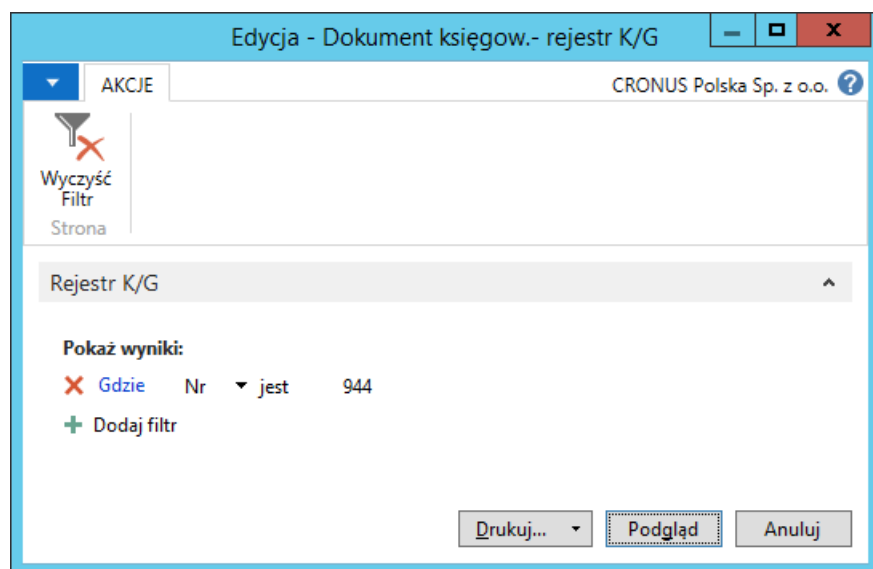 Edycja - Dokument księgow.- rejestr K/G
AKCJE
CRONUS Polska Sp. z o.o.
Wyczyść
Filtr
Strona
Rejestr K/G
Pokaż wyniki:
Gdzie Nr jest 944
Dodaj filtr
Drukuj... Podgląd Anuluj